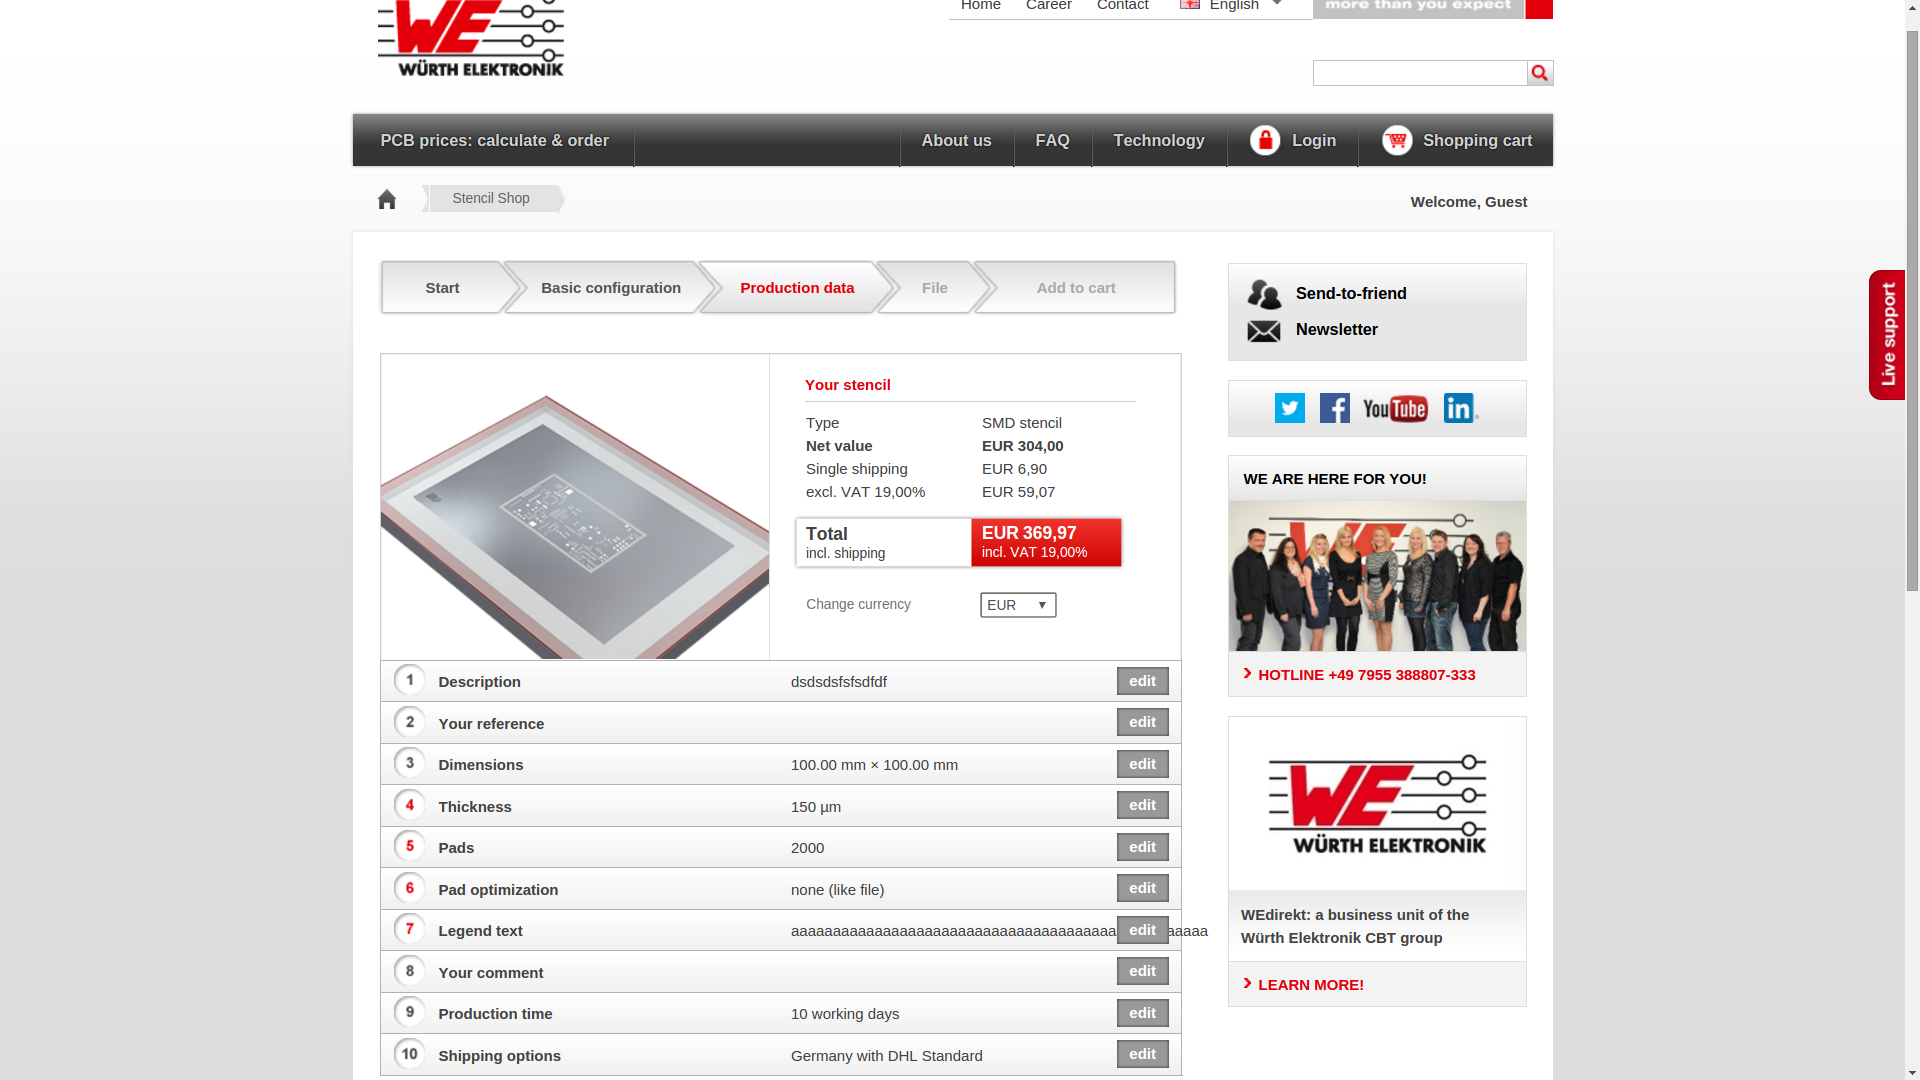 Home Career Contact English
more than you expect
WE
WÜRTH ELEKTRONIK
PCB prices: calculate & order About us FAQ Technology Login Shopping cart
Stencil Shop
Welcome, Guest
Start Basic configuration Production data File Add to cart
Your stencil
Type SMD stencil
Net value EUR 304,00
Single shipping EUR 6,90
excl. VAT 19,00% EUR 59,07
Total EUR 369,97
incl. shipping incl. VAT 19,00%
Change currency EUR
1 Description dsdsdsfsfsdfdf edit
2 Your reference edit
3 Dimensions 100.00 mm × 100.00 mm edit
4 Thickness 150 µm edit
5 Pads 2000 edit
6 Pad optimization none (like file) edit
7 Legend text edit
8 Your comment edit
9 Production time 10 working days edit
10 Shipping options Germany with DHL Standard edit
Send-to-friend
Newsletter
YouTube in
WE ARE HERE FOR YOU!
WE
HOTLINE +49 7955 388807-333
WE
WÜRTH ELEKTRONIK
WEdirekt: a business unit of the
Würth Elektronik CBT group
LEARN MORE!
Live support